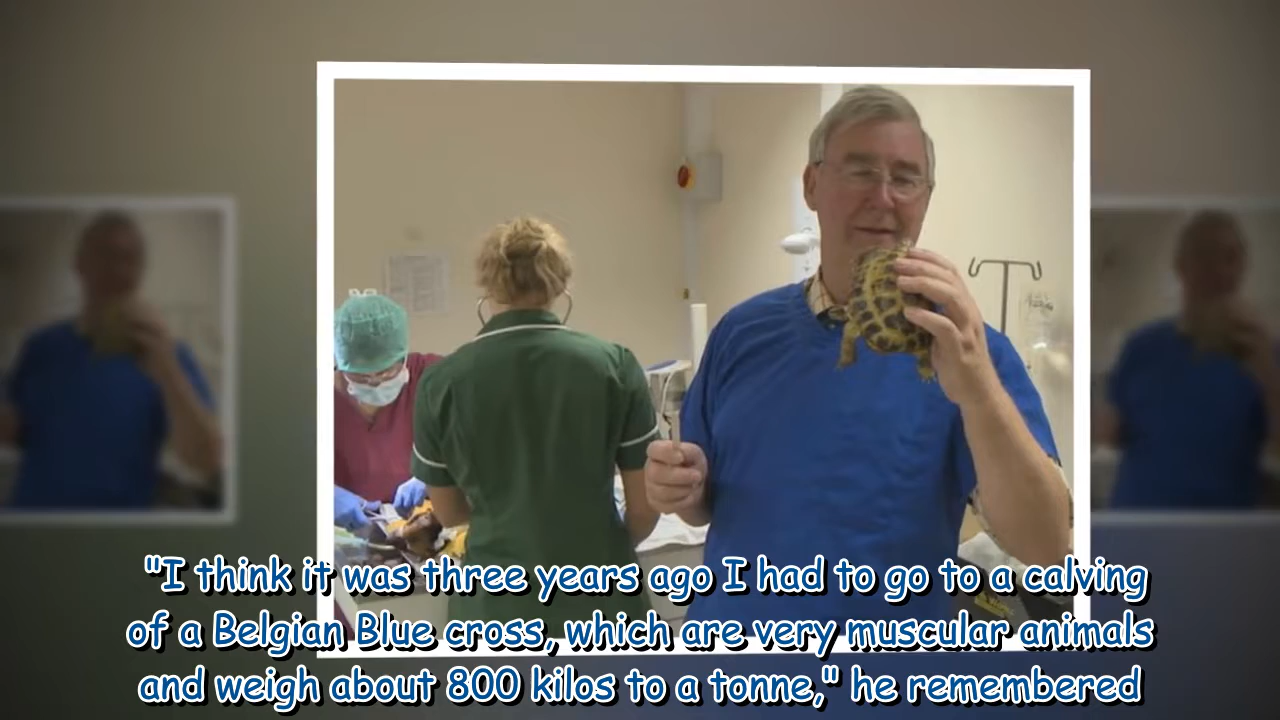 "I think it was three years ago I had to go to a calving
of a Belgian Blue cross, which are very muscular animals
and weigh about 800 kilos to a tonne," he remembered